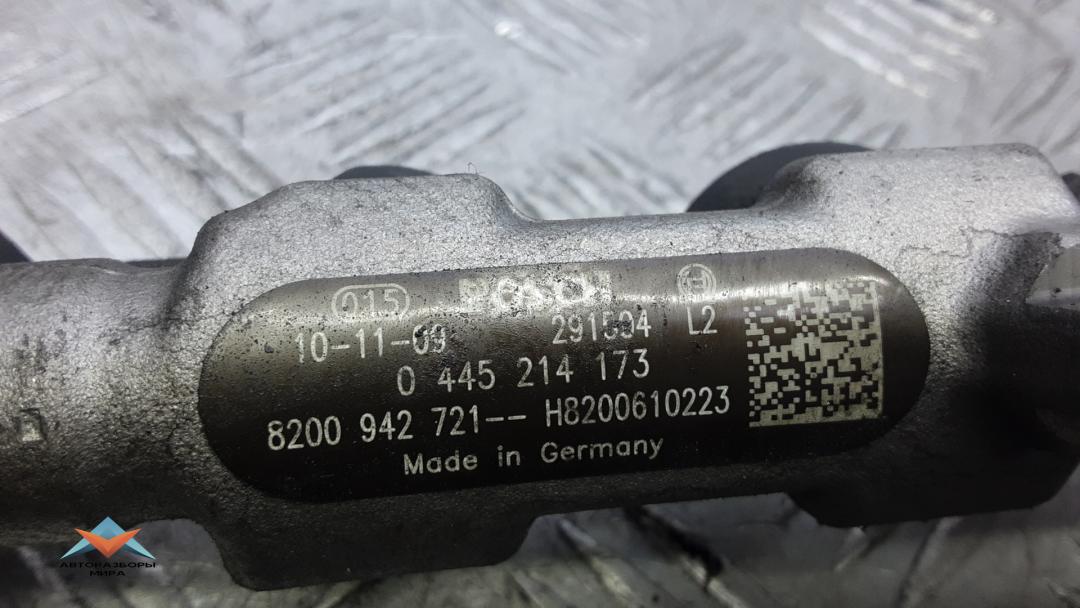 015 BOSCH
10-11-09 291504 L2
0 445 214 173
8200 942 721-- H8200610223
Made in Germany
АВТОРАЗБОРЫ
МИРА